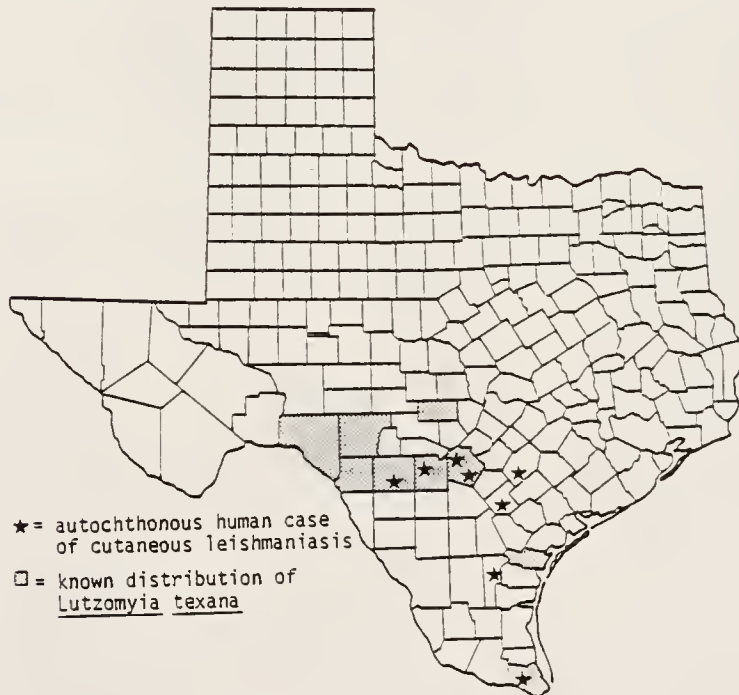 ★ = autochthonous human case
of cutaneous leishmaniasis
□ = known distribution of
Lutzomyia texana